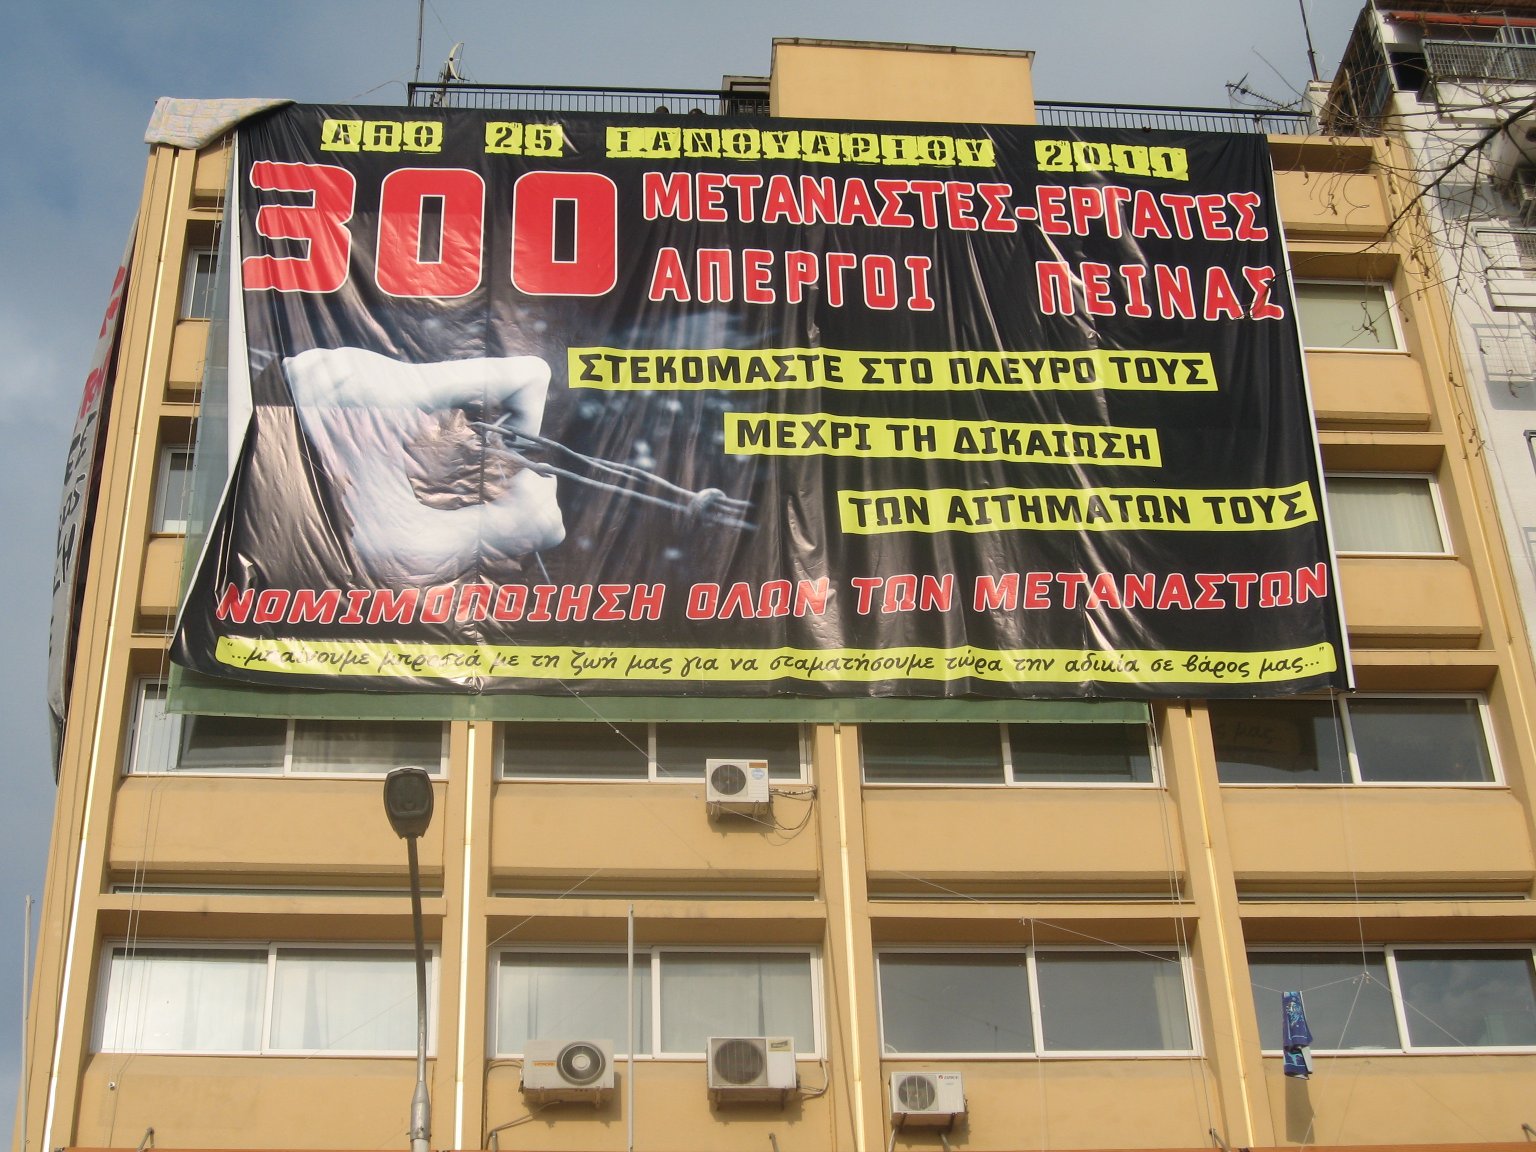 ΑΠΟ 25 ΙΑΝΟΥΑΡΙΟΥ 2011
300 ΜΕΤΑΝΑΣΤΕΣ-ΕΡΓΑΤΕΣ
ΑΠΕΡΓΟΙ ΠΕΙΝΑΣ
ΣΤΕΚΟΜΑΣΤΕ ΣΤΟ ΠΛΕΥΡΟ ΤΟΥΣ
ΜΕΧΡΙ ΤΗ ΔΙΚΑΙΩΣΗ
ΤΩΝ ΑΙΤΗΜΑΤΩΝ ΤΟΥΣ
ΝΟΜΙΜΟΠΟΙΗΣΗ ΟΛΩΝ ΤΩΝ ΜΕΤΑΝΑΣΤΩΝ
"...μπαίνουμε μπροστά με τη ζωή μας για να σταματήσουμε τώρα την αδικία σε βάρος μας..."